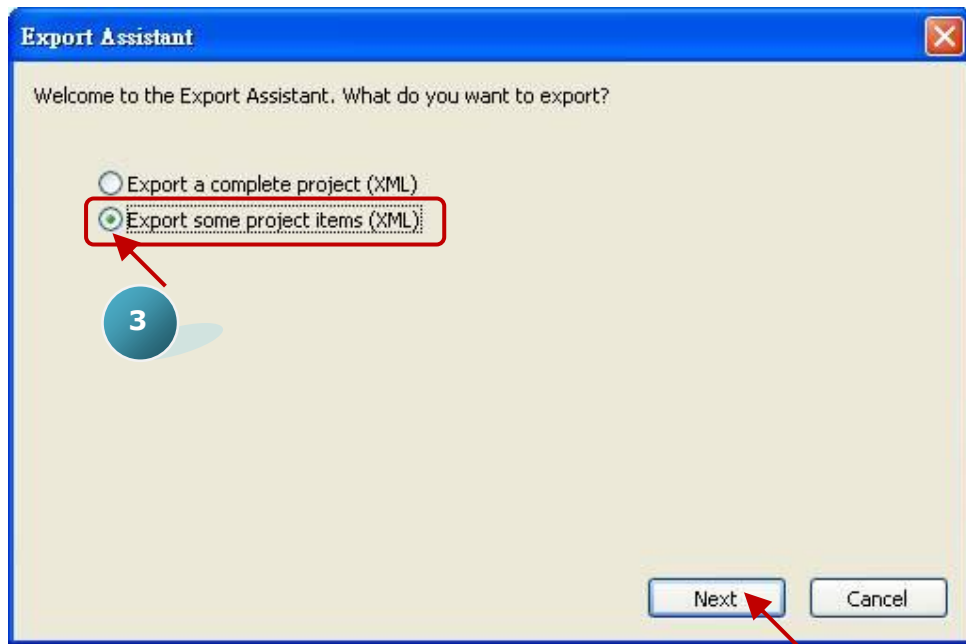 Export Assistant
Welcome to the Export Assistant. What do you want to export?
Export a complete project (XML)
Export some project items (XML)
3
Next Cancel